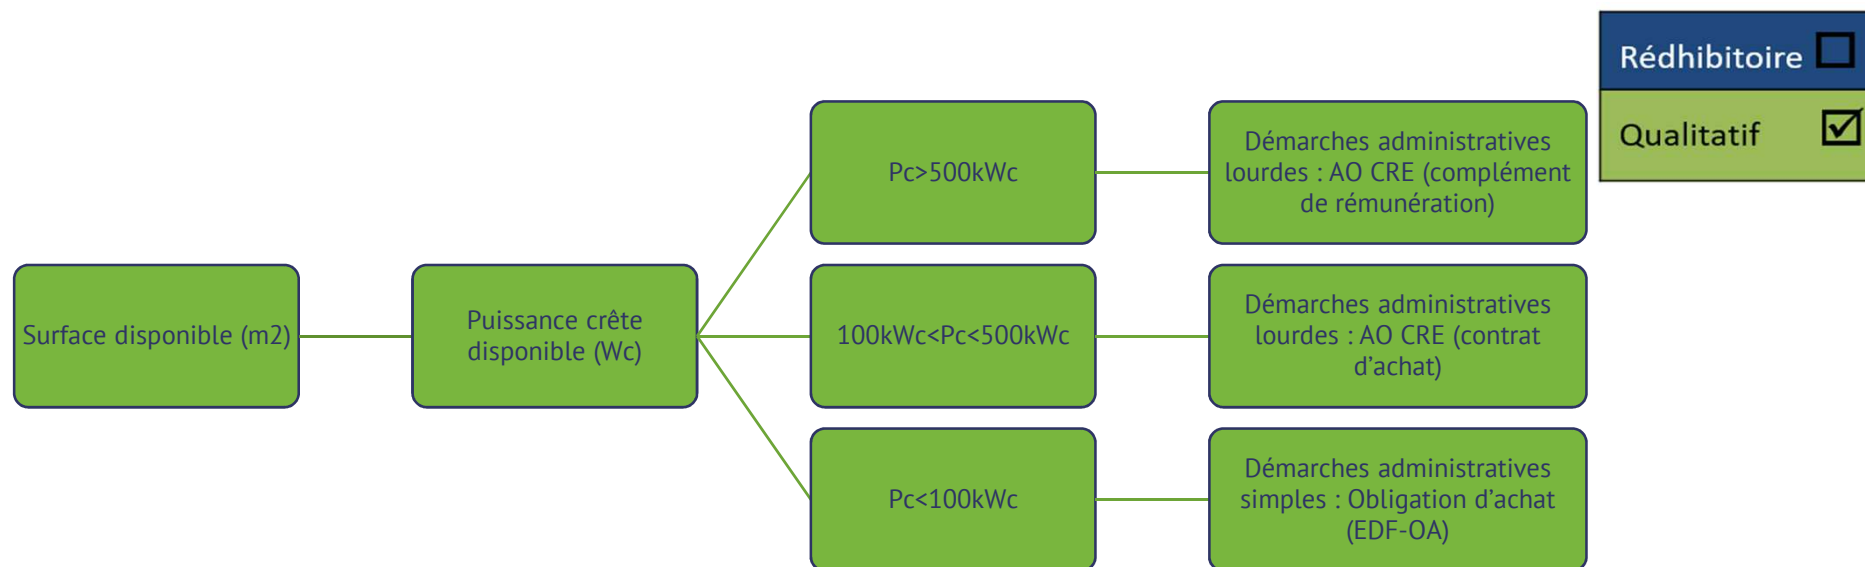 Rédhibitoire
Qualitatif
Surface disponible (m2)
Puissance crête
disponible (Wc)
Pc>500kWc
Démarches administratives
lourdes : AO CRE (complément
de rémunération)
100kWc<Pc<500kWc
Démarches administratives
lourdes : AO CRE (contrat
d’achat)
Pc<100kWc
Démarches administratives
simples : Obligation d’achat
(EDF-OA)